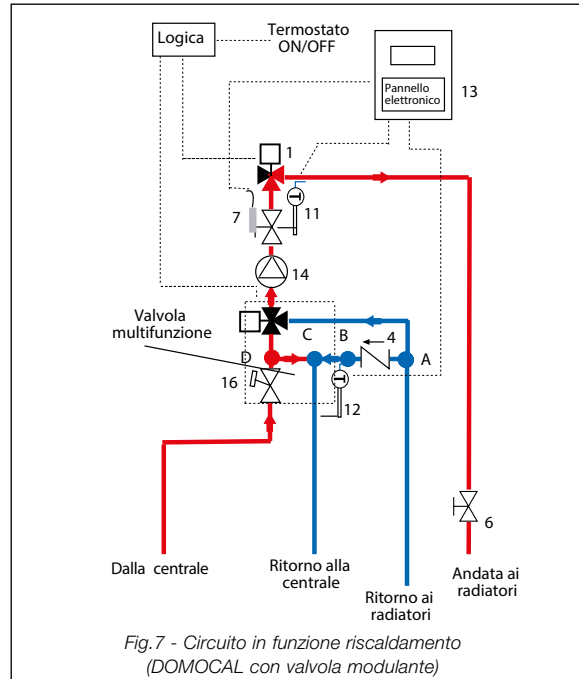 Logica
Termostato
ON/OFF
Pannello
elettronico
13
1
7
11
T
14
Valvola
multifunzione
C
B
4
D
A
T
16
12
6
Dalla centrale
Ritorno alla
centrale
Ritorno ai
radiatori
Andata ai
radiatori
Fig.7 - Circuito in funzione riscaldamento
(DOMOCAL con valvola modulante)